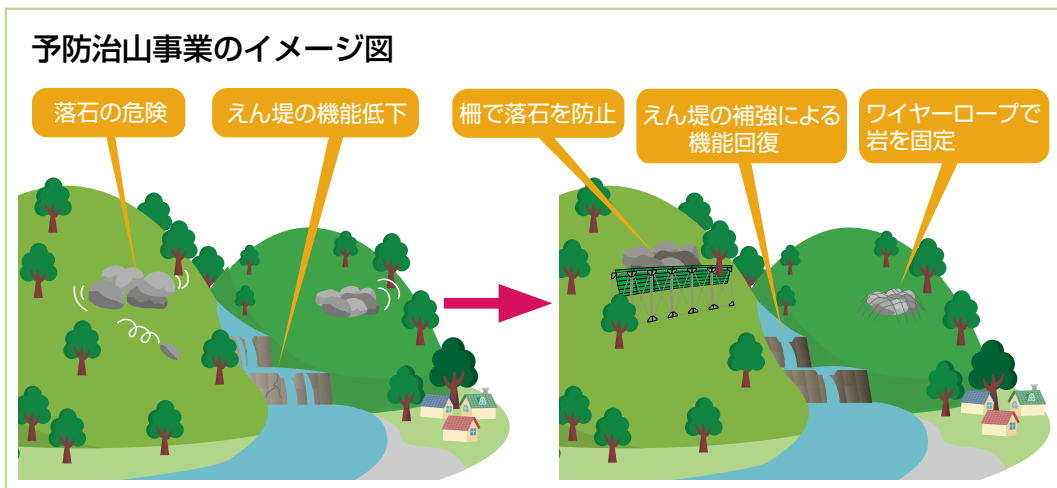 予防治山事業のイメージ図
落石の危険
えん堤の機能低下
柵で落石を防止
えん堤の補強による
機能回復
ワイヤーロープで
岩を固定